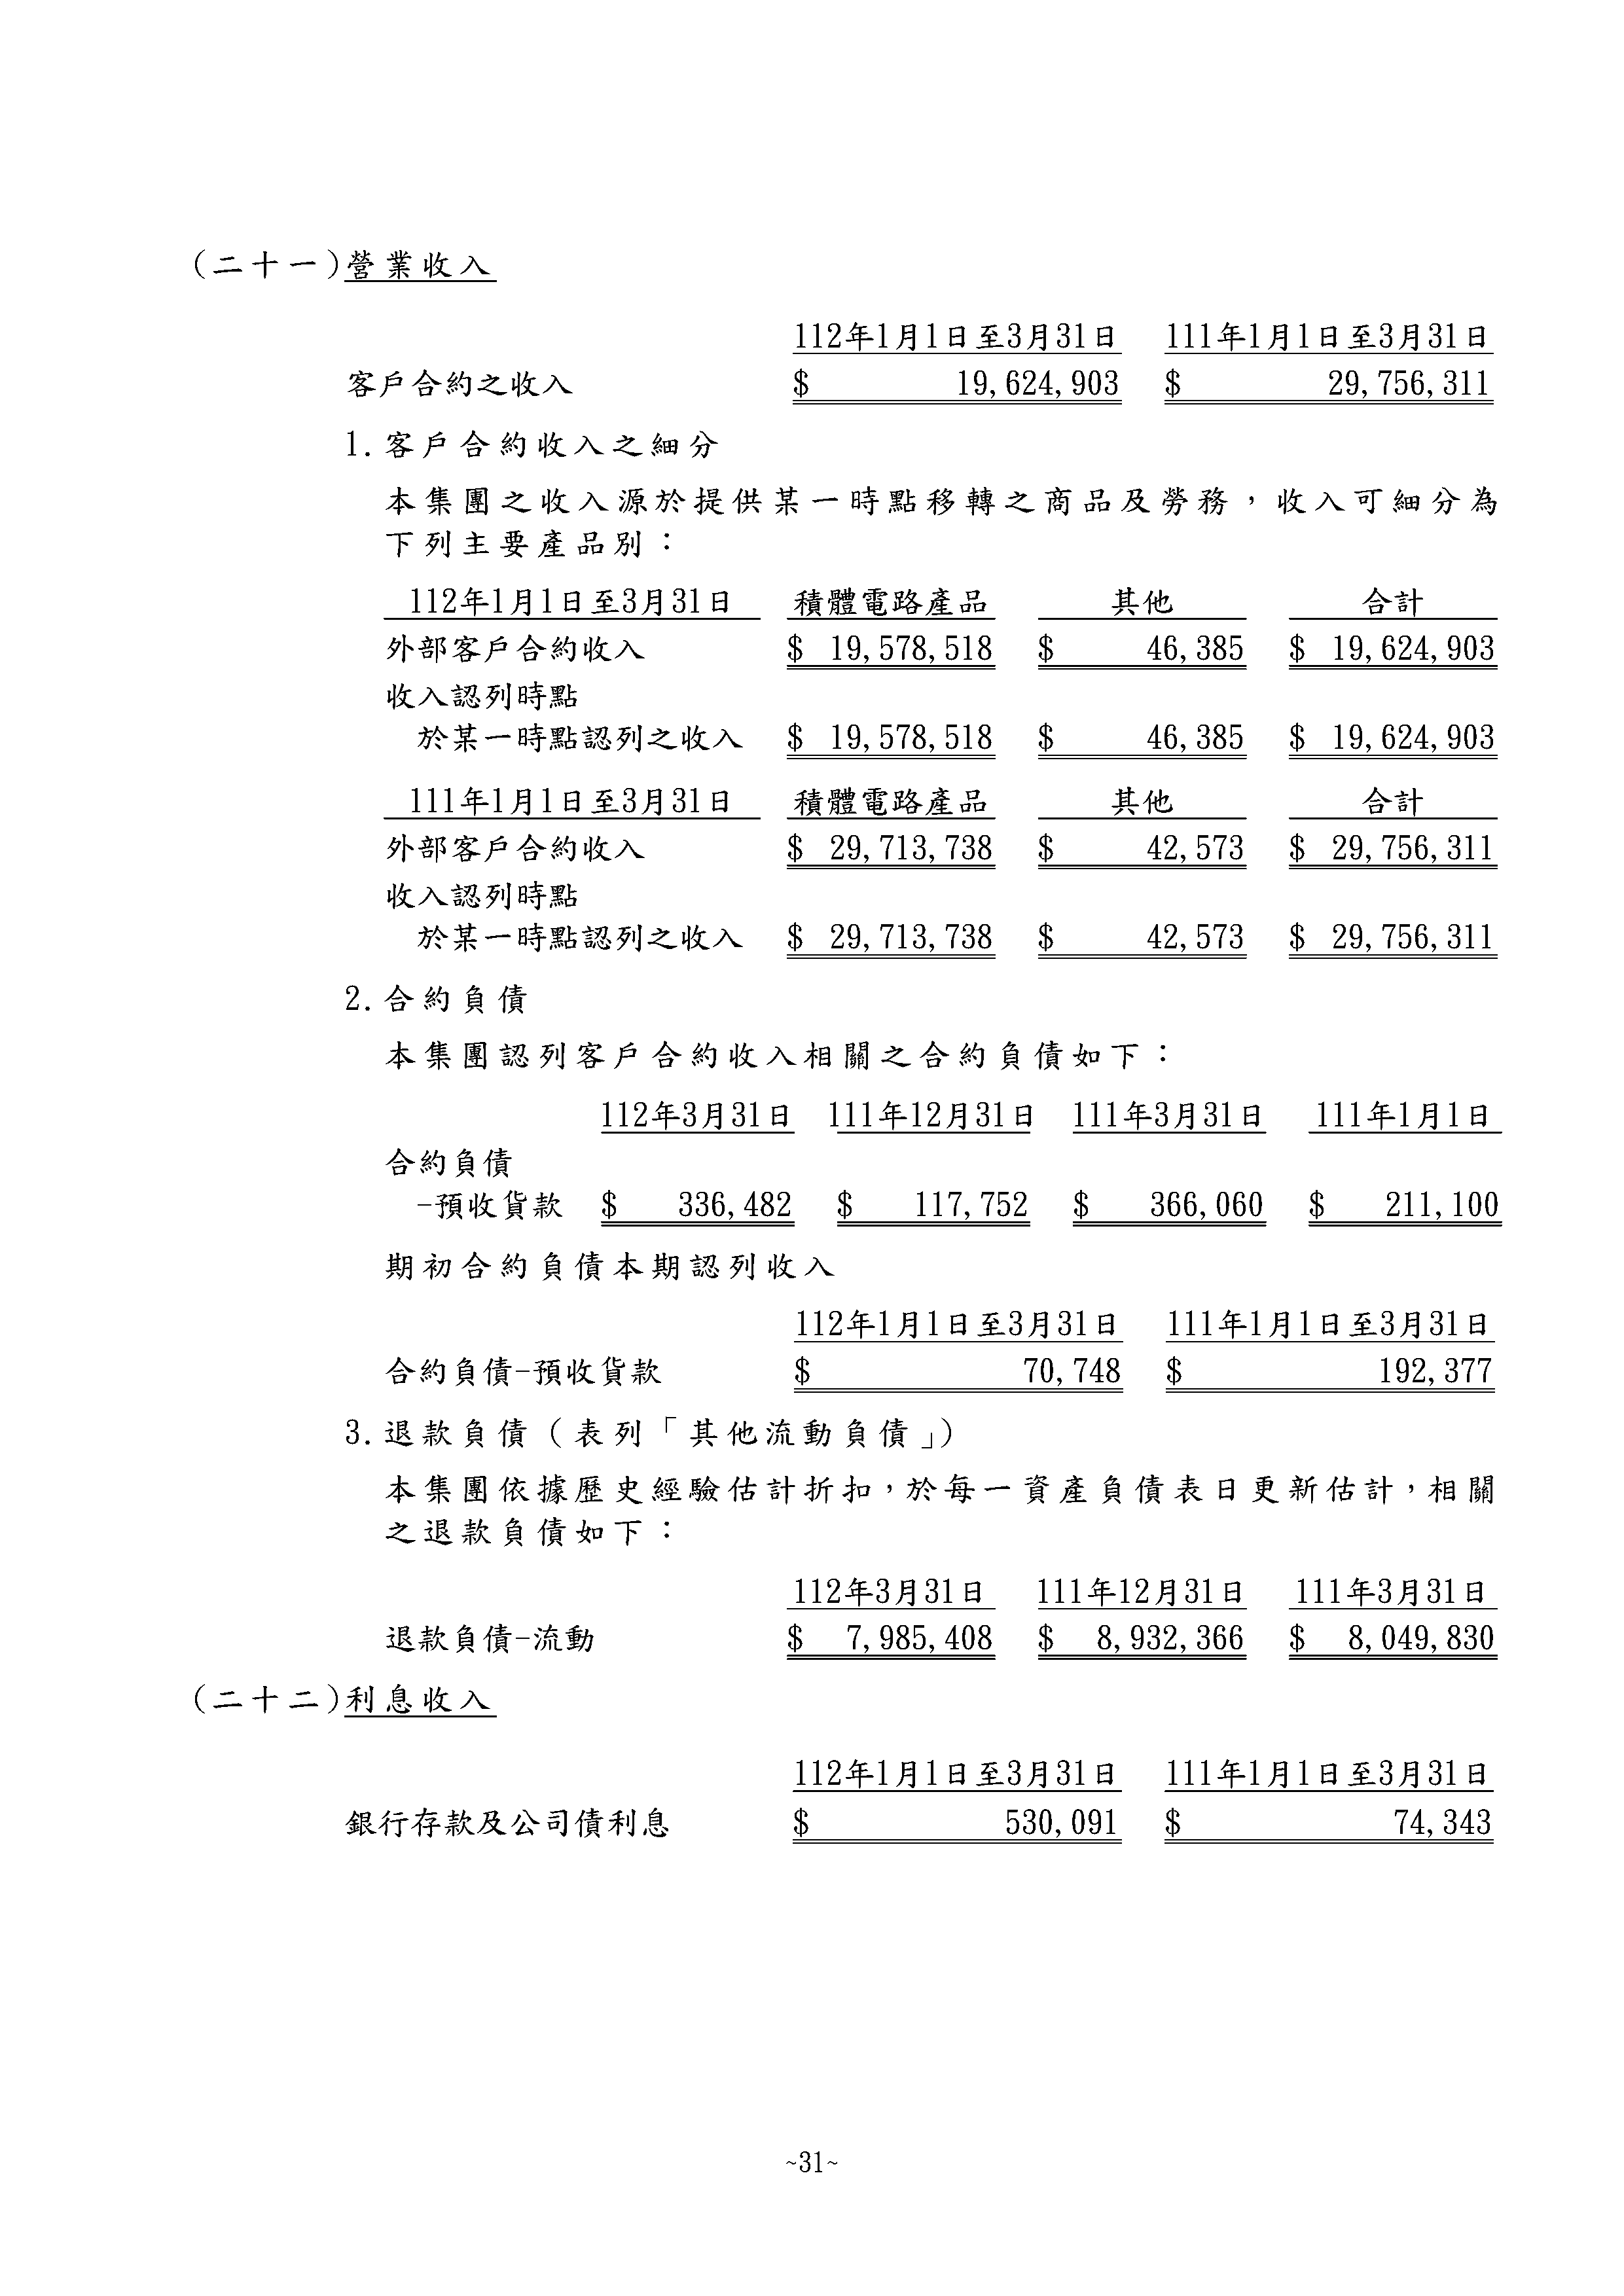 (二十一)營業收入
112年1月1日至3月31日 111年1月1日至3月31日
客戶合約之收入 $ 19,624,903 $ 29,756,311
1.客戶合約收入之細分
本集團之收入源於提供某一時點移轉之商品及勞務，收入可細分為
下列主要產品別：
112年1月1日至3月31日 積體電路產品 其他 合計
外部客戶合約收入 $ 19,578,518 $ 46,385 $ 19,624,903
收入認列時點
於某一時點認列之收入 $ 19,578,518 $ 46,385 $ 19,624,903
111年1月1日至3月31日 積體電路產品 其他 合計
外部客戶合約收入 $ 29,713,738 $ 42,573 $ 29,756,311
收入認列時點
於某一時點認列之收入 $ 29,713,738 $ 42,573 $ 29,756,311
2.合約負債
本集團認列客戶合約收入相關之合約負債如下：
112年3月31日 111年12月31日 111年3月31日 111年1月1日
合約負債
-預收貨款 $ 336,482 $ 117,752 $ 366,060 $ 211,100
期初合約負債本期認列收入
112年1月1日至3月31日 111年1月1日至3月31日
合約負債-預收貨款 $ 70,748 $ 192,377
3.退款負債（表列「其他流動負債」）
本集團依據歷史經驗估計折扣，於每一資產負債表日更新估計，相關
之退款負債如下：
112年3月31日 111年12月31日 111年3月31日
退款負債-流動 $ 7,985,408 $ 8,932,366 $ 8,049,830
(二十二)利息收入
112年1月1日至3月31日 111年1月1日至3月31日
銀行存款及公司債利息 $ 530,091 $ 74,343
~31~